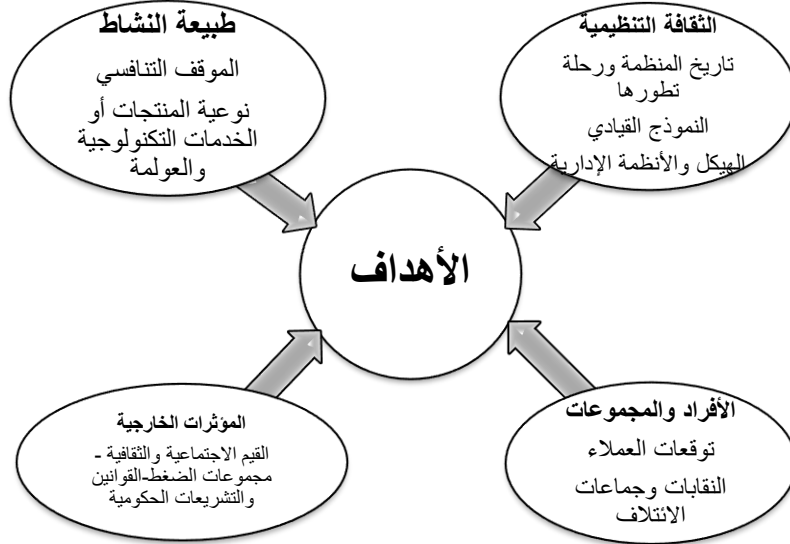 الثقافة التنظيمية
تاريخ المنظمة ورحلة
تطورها
النموذج القيادي
الهيكل والأنظمة الإدارية
طبيعة النشاط
الموقف التنافسي
نوعية المنتجات أو
الخدمات التكنولوجية
والعولمة
الأهداف
الأفراد والمجموعات
توقعات العملاء
النقابات وجماعات
الائتلاف
المؤثرات الخارجية
القيم الاجتماعية والثقافية -
مجموعات الضغط-القوانين
والتشريعات الحكومية